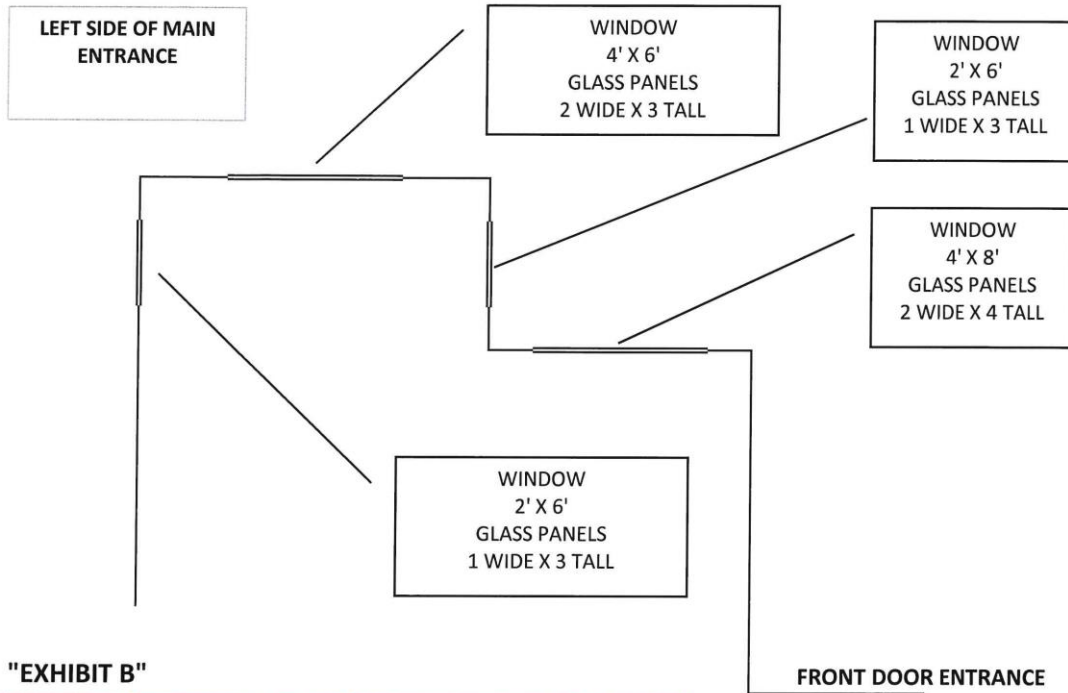 LEFT SIDE OF MAIN
ENTRANCE
WINDOW
4' X 6'
GLASS PANELS
2 WIDE X 3 TALL
WINDOW
2' X 6'
GLASS PANELS
1 WIDE X 3 TALL
WINDOW
4' X 8'
GLASS PANELS
2 WIDE X 4 TALL
WINDOW
2' X 6'
GLASS PANELS
1 WIDE X 3 TALL
"EXHIBIT B"
FRONT DOOR ENTRANCE